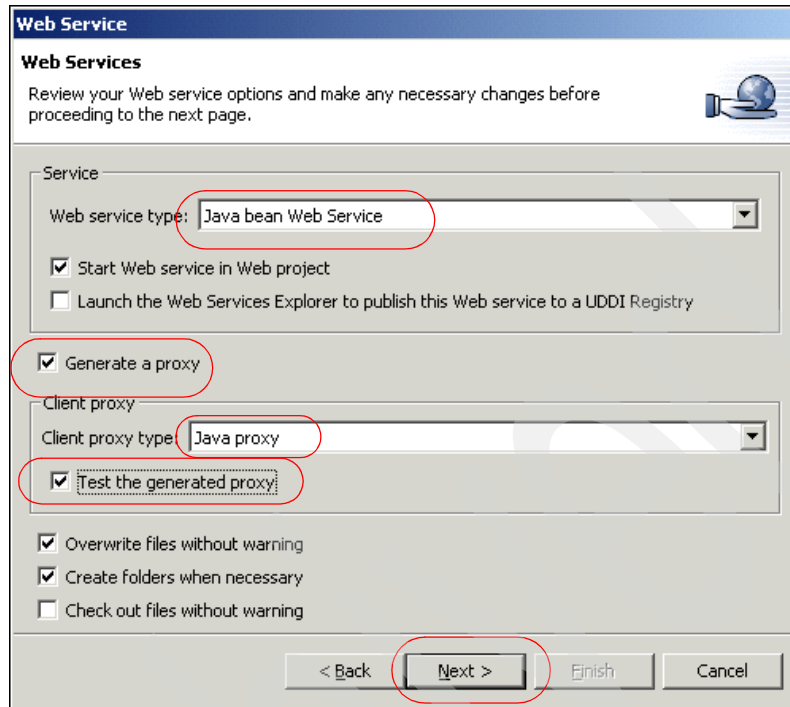 Web Service
Web Services
Review your Web service options and make any necessary changes before
proceeding to the next page.
Service
Web service type: Java bean Web Service
Start Web service in Web project
Launch the Web Services Explorer to publish this Web service to a UDDI Registry
Generate a proxy
Client proxy
Client proxy type: Java proxy
Test the generated proxy
Overwrite files without warning
Create folders when necessary
Check out files without warning
< Back Next > Finish Cancel